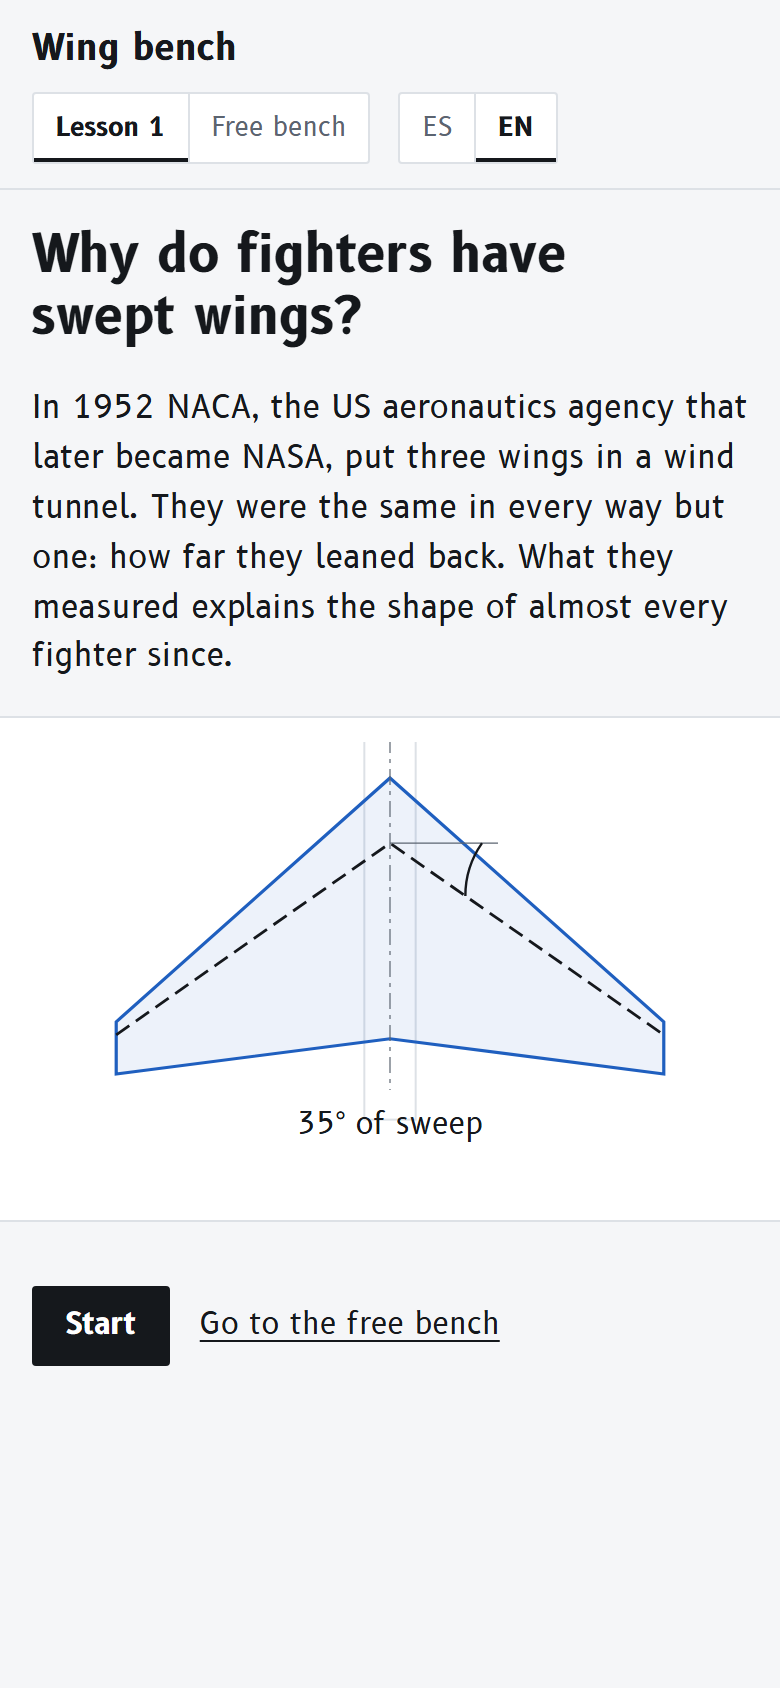 Wing bench
Lesson 1
Free bench
ES
EN
Why do fighters have
swept wings?
In 1952 NACA, the US aeronautics agency that
later became NASA, put three wings in a wind
tunnel. They were the same in every way but
one: how far they leaned back. What they
measured explains the shape of almost every
fighter since.
35° of sweep
Start
Go to the free bench